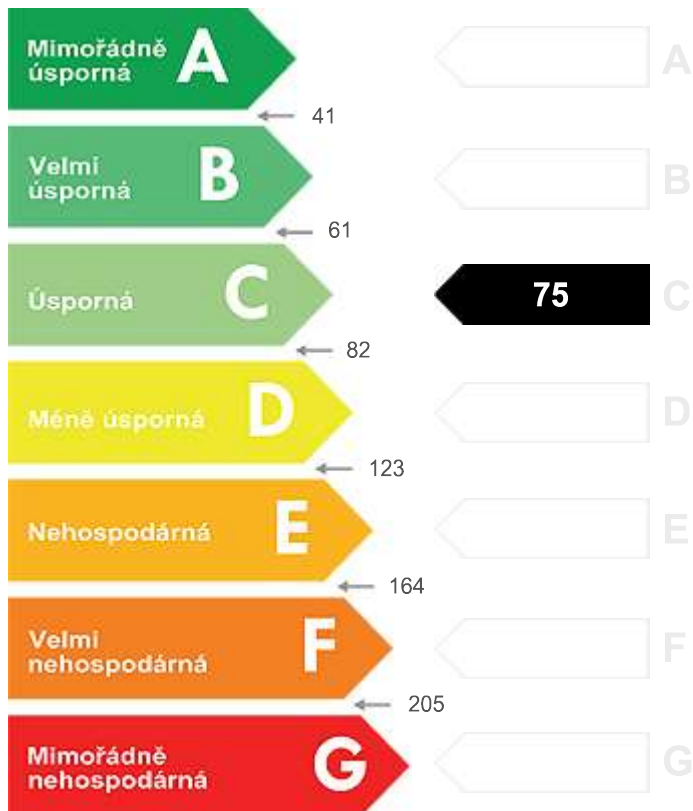 Mimořádně
úsporná
A
A
41
Velmi
úsporná
B
B
61
Úsporná
C
75
C
82
Méně úsporná
D
D
123
Nehospodárná
E
E
164
Velmi
nehospodárná
F
F
205
Mimořádně
nehospodárná
G
G